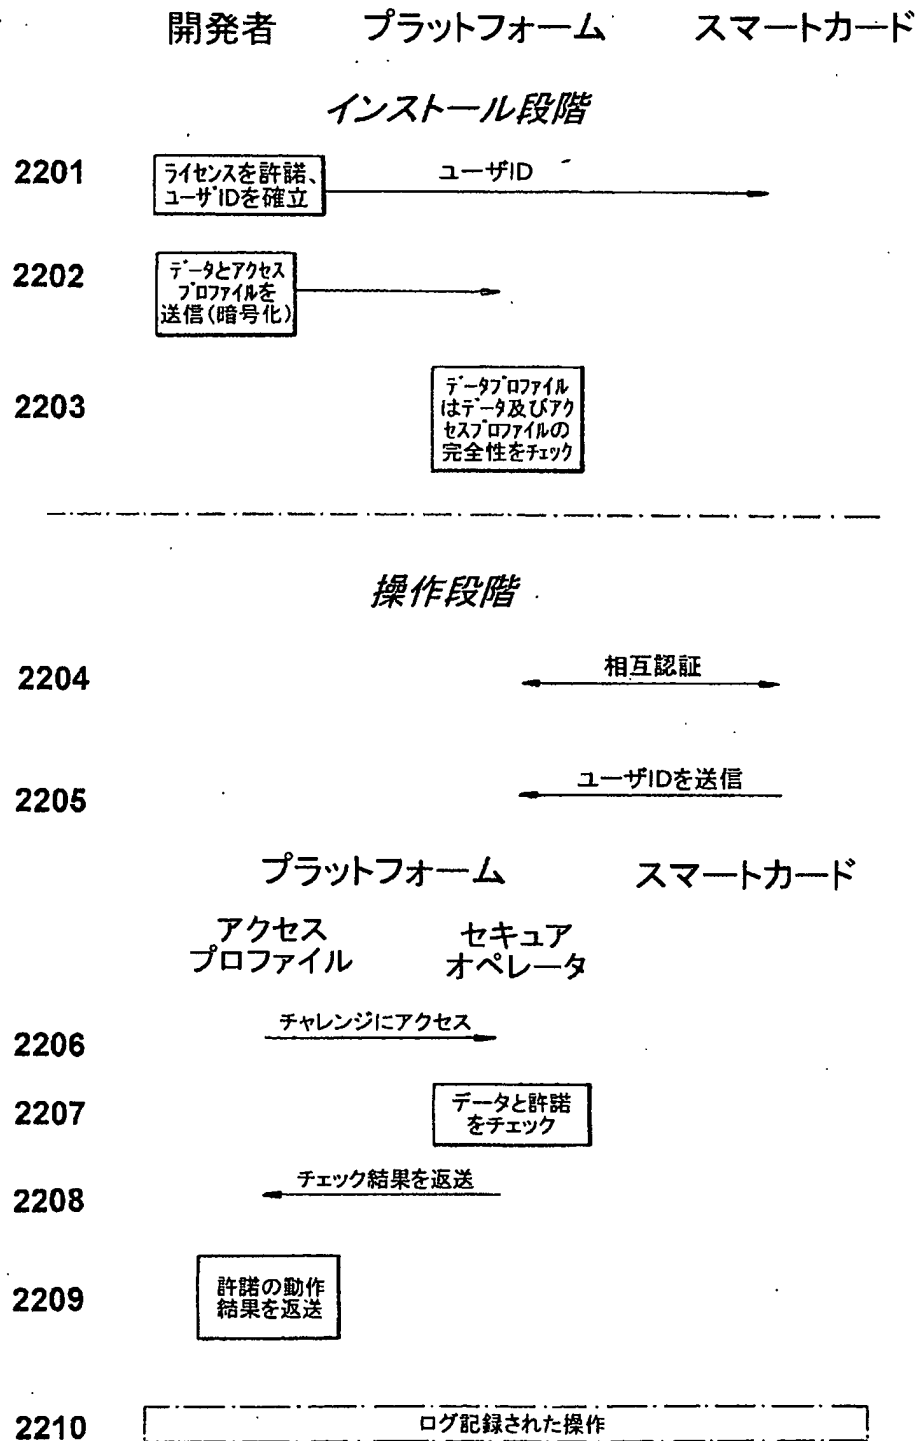 開発者 プラットフォーム スマートカード
インストール段階
2201
ライセンスを許諾、
ユーザIDを確立
ユーザID
2202
データとアクセス
プロファイルを
送信(暗号化)
2203
データプロファイル
はデータ及びアク
セスプロファイルの
完全性をチェック
操作段階
2204
相互認証
2205
ユーザIDを送信
プラットフォーム スマートカード
アクセス
プロファイル
セキュア
オペレータ
2206
チャレンジにアクセス
2207
データと許諾
をチェック
2208
チェック結果を返送
2209
許諾の動作
結果を返送
2210
ログ記録された操作